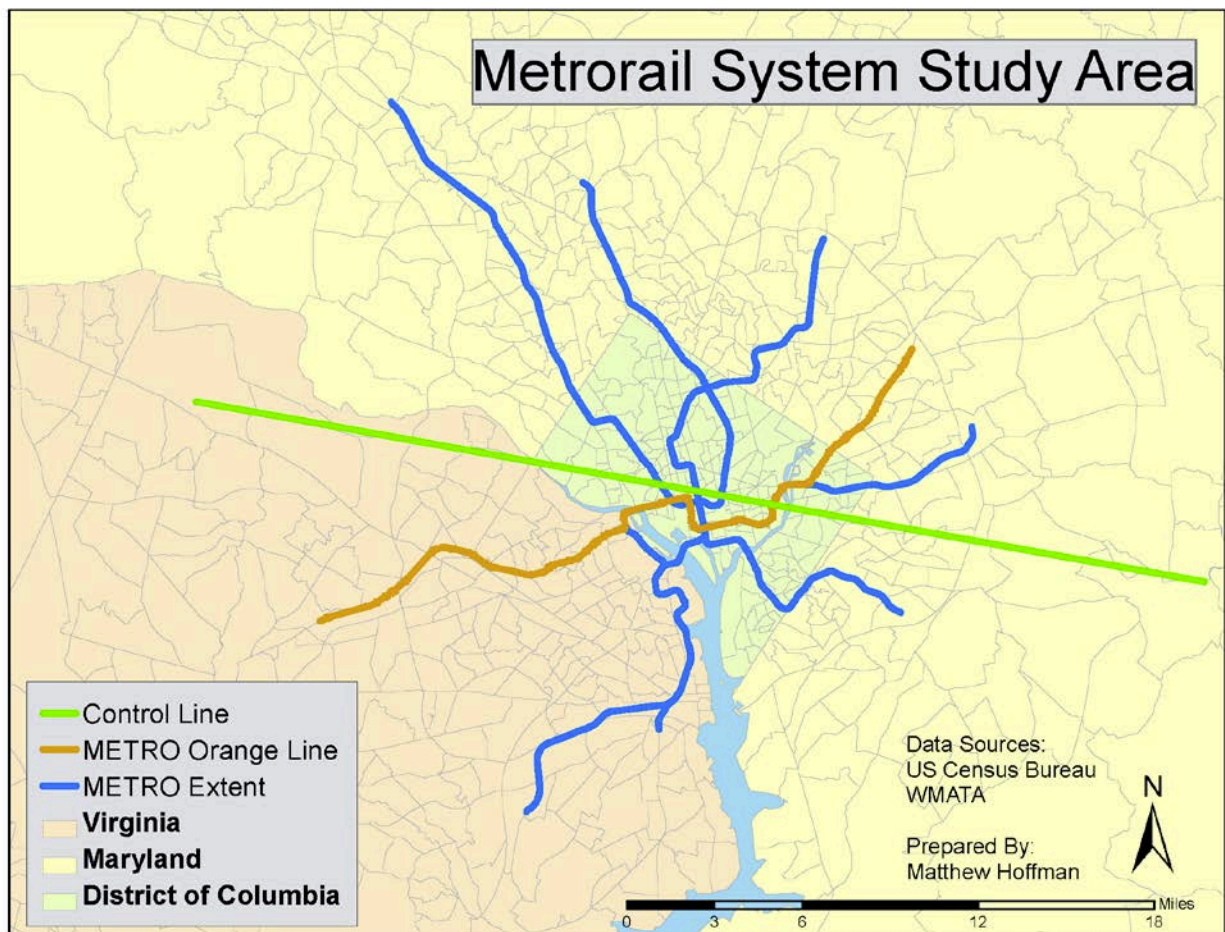 Metrorail System Study Area
Control Line
METRO Orange Line
METRO Extent
Virginia
Maryland
District of Columbia
Data Sources:
US Census Bureau
WMATA
Prepared By:
Matthew Hoffman
N
Miles
0 3 6 12 18